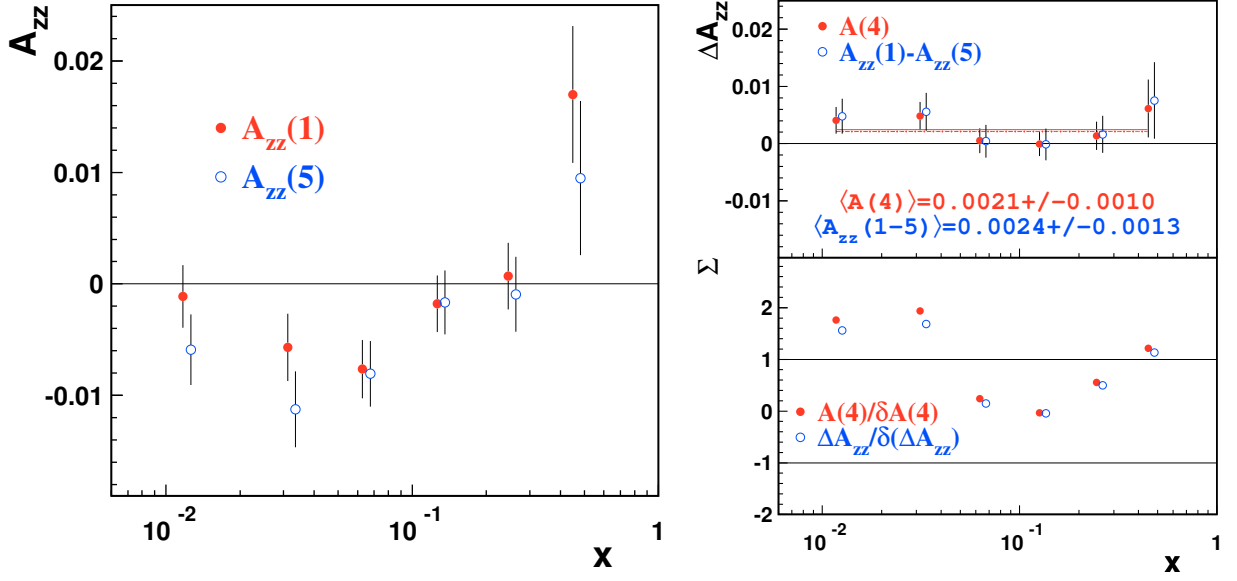 A_zz
0.02
0.01
0
-0.01
A_zz(1)
A_zz(5)
10^-2
10^-1
1
x
ΔA_zz
0.02
0.01
0
-0.01
A(4)
A_zz(1)-A_zz(5)
⟨A(4)⟩=0.0021+/-0.0010
⟨A_zz(1-5)⟩=0.0024+/-0.0013
Σ
2
1
0
-1
-2
A(4)/δA(4)
ΔA_zz/δ(ΔA_zz)
10^-2
10^-1
1
x